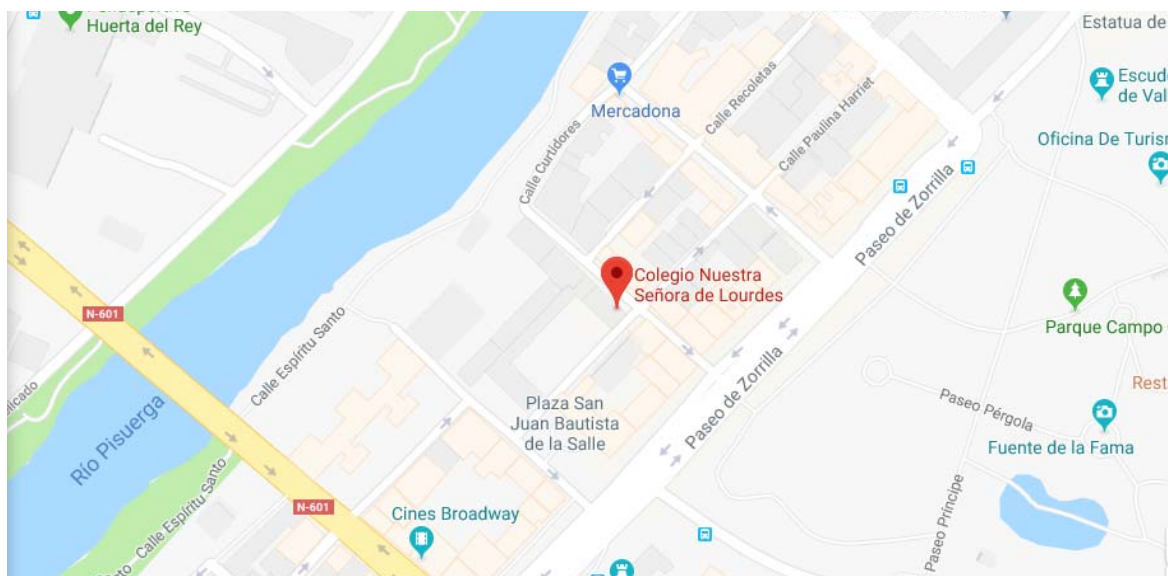 Huerta del Rey
Estatua de
Mercadona
Calle Recoletas
Calle Paulina Harriet
Escud
de Val
Oficina De Turism
Calle Curtidores
Paseo de Zorrilla
Colegio Nuestra
Señora de Lourdes
Parque Campo
N-601
Calle Espíritu Santo
Paseo de Zorrilla
Rest
Plaza San
Juan Bautista
de la Salle
Paseo Pérgola
Fuente de la Fama
Río Pisuerga
Calle Espíritu Santo
N-601
Cines Broadway
Paseo Príncipe